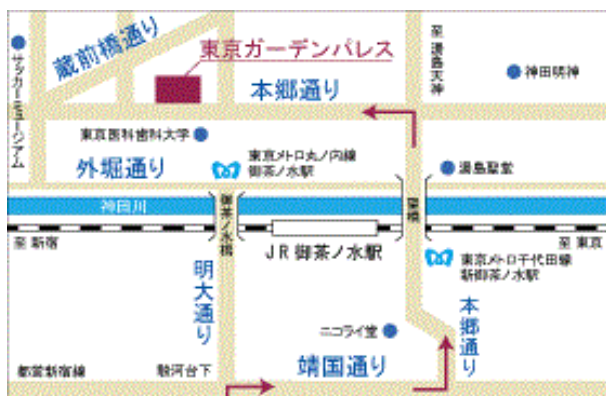 蔵前橋通り
東京ガーデンパレス
本郷通り
至 湯島天神
神田明神
サッカーミュージアム
東京医科歯科大学
外堀通り
東京メトロ丸ノ内線
御茶ノ水駅
湯島聖堂
神田川
御茶ノ水橋
聖橋
至 新宿
JR 御茶ノ水駅
至 東京
東京メトロ千代田線
新御茶ノ水駅
明大通り
本郷通り
ニコライ堂
靖国通り
都営新宿線
駿河台下